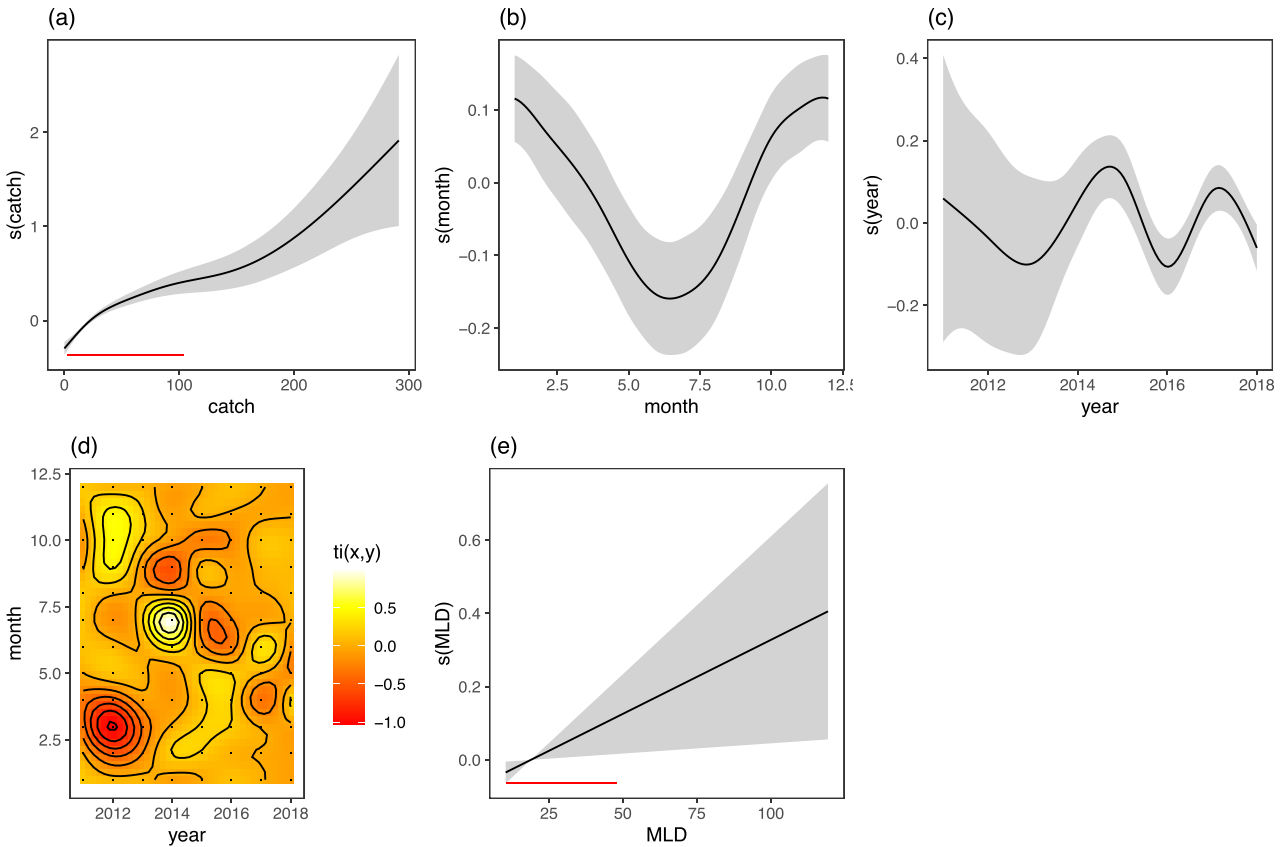 (a)
s(catch)
2
1
0
0
100
200
300
catch
(b)
s(month)
0.1
0.0
−0.1
−0.2
2.5
5.0
7.5
10.0
12.5
month
(c)
s(year)
0.4
0.2
0.0
−0.2
2012
2014
2016
2018
year
(d)
month
12.5
10.0
7.5
5.0
2.5
2012
2014
2016
2018
year
ti(x,y)
0.5
0.0
−0.5
−1.0
(e)
s(MLD)
0.6
0.4
0.2
0.0
25
50
75
100
MLD